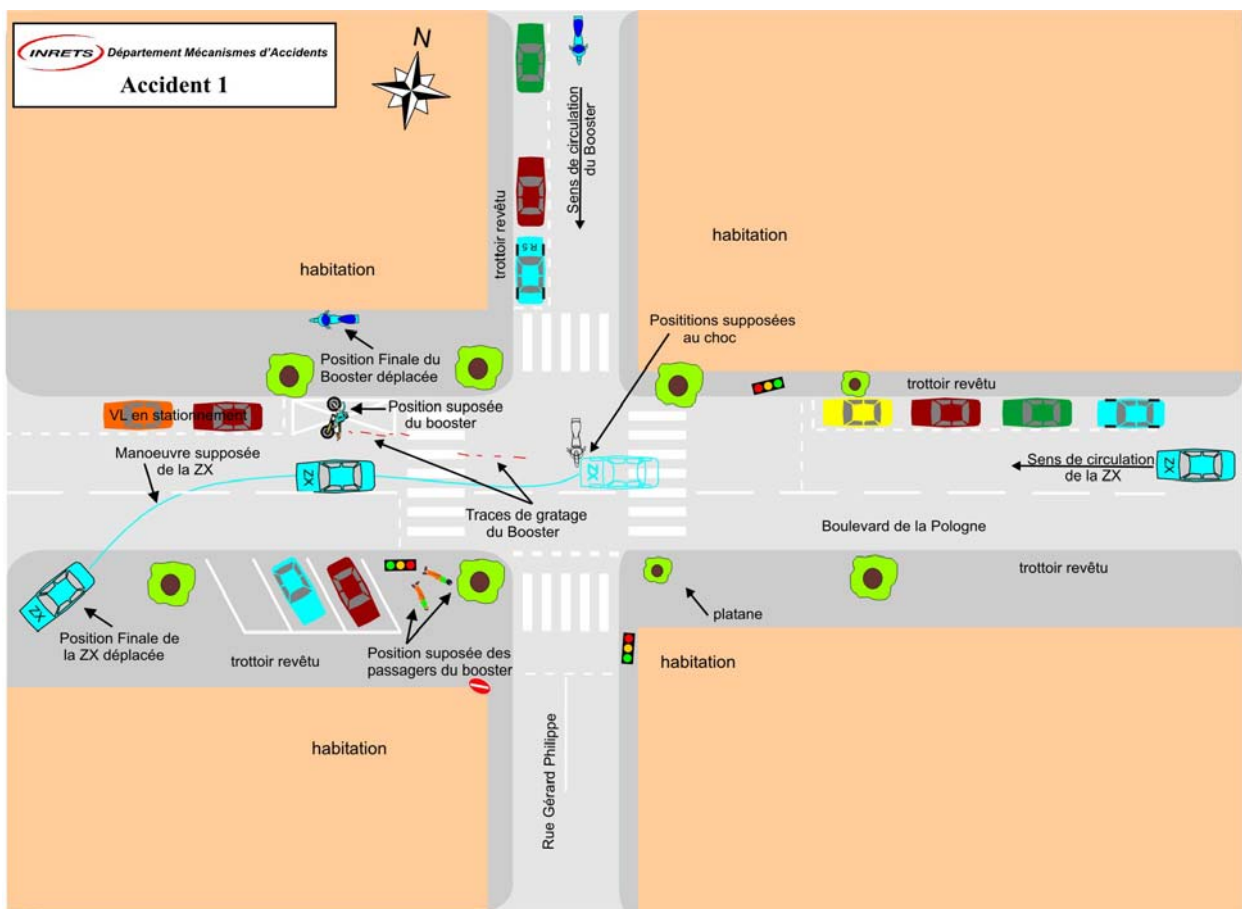 INRETS Département Mécanismes d'Accidents
Accident 1
N
Sens de circulation
du Booster
trottoir revêtu
R 5
habitation
habitation
Posititions supposées
au choc
Position Finale du
Booster déplacée
trottoir revêtu
VL en stationnement
Position suposée
du booster
Manoeuvre supposée
de la ZX
ZX
ZX
Sens de circulation
de la ZX
ZX
Traces de gratage
du Booster
Boulevard de la Pologne
trottoir revêtu
ZX
platane
Position Finale de
la ZX déplacée
trottoir revêtu
Position suposée des
passagers du booster
habitation
habitation
Rue Gérard Philippe